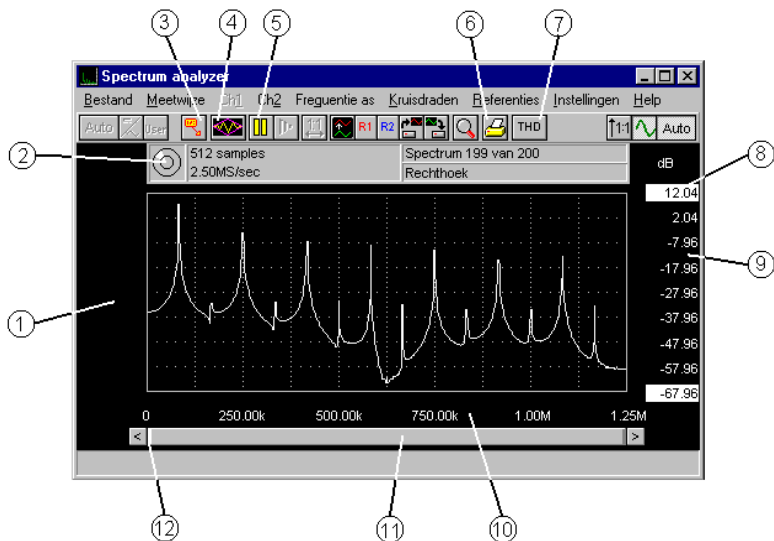 3 4 5 6 7
Spectrum analyzer
Bestand Meetwijze Ch1 Ch2 Freguentie as Kruisdraden Referenties Instellingen Help
Auto User 1:1 R1 R2 THD 1:1 Auto
2
512 samples Spectrum 199 van 200
2.50MS/sec Rechthoek
dB
8
12.04
2.04
-7.96
9
-17.96
-27.96
1
-37.96
-47.96
-57.96
-67.96
0 250.00k 500.00k 750.00k 1.00M 1.25M
< >
12 11 10